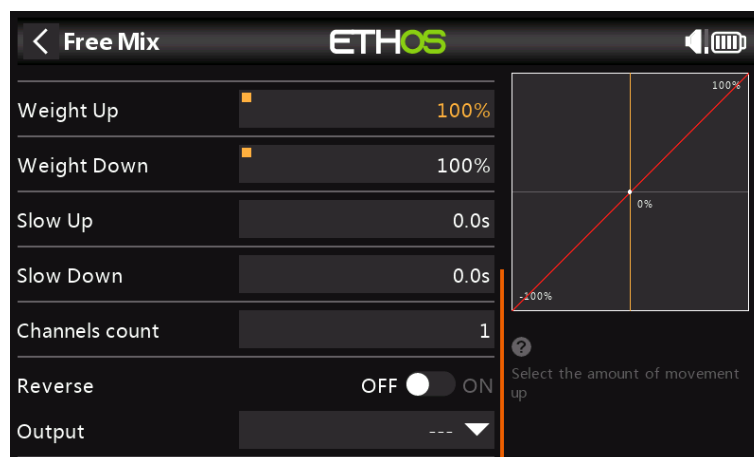 Free Mix
ETHOS
Weight Up 100%
Weight Down 100%
Slow Up 0.0s
Slow Down 0.0s
Channels count 1
Reverse OFF ON
Output ---
100%
0%
-100%
?
Select the amount of movement
up